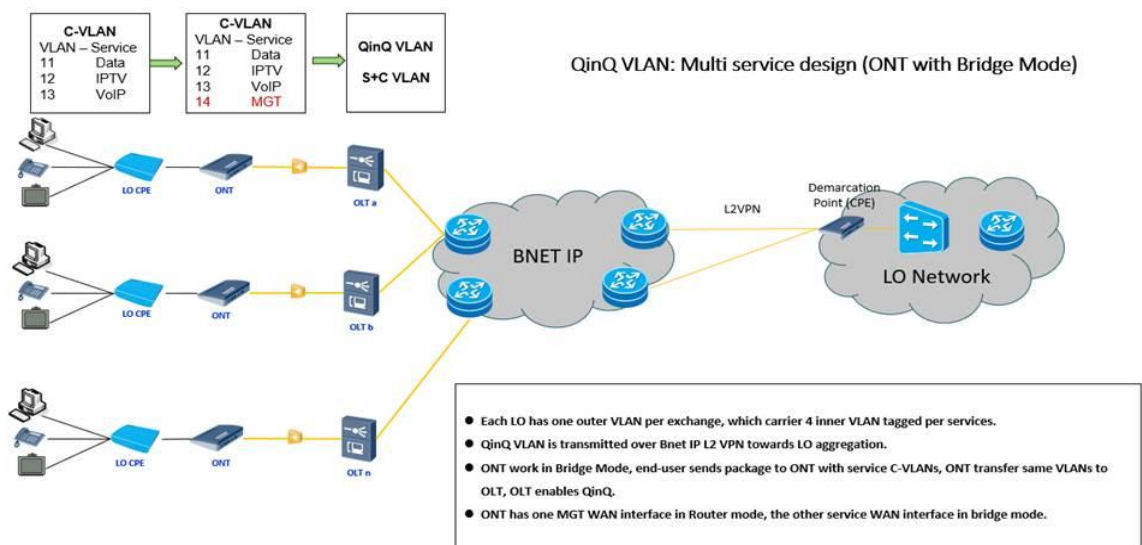 C-VLAN
VLAN – Service
11 Data
12 IPTV
13 VoIP
C-VLAN
VLAN – Service
11 Data
12 IPTV
13 VoIP
14 MGT
QinQ VLAN
S+C VLAN
QinQ VLAN: Multi service design (ONT with Bridge Mode)
LO CPE
ONT
OLT a
LO CPE
ONT
OLT b
LO CPE
ONT
OLT n
BNET IP
L2VPN
Demarcation
Point (CPE)
LO Network
● Each LO has one outer VLAN per exchange, which carrier 4 inner VLAN tagged per services.
● QinQ VLAN is transmitted over Bnet IP L2 VPN towards LO aggregation.
● ONT work in Bridge Mode, end-user sends package to ONT with service C-VLANs, ONT transfer same VLANs to
OLT, OLT enables QinQ.
● ONT has one MGT WAN interface in Router mode, the other service WAN interface in bridge mode.